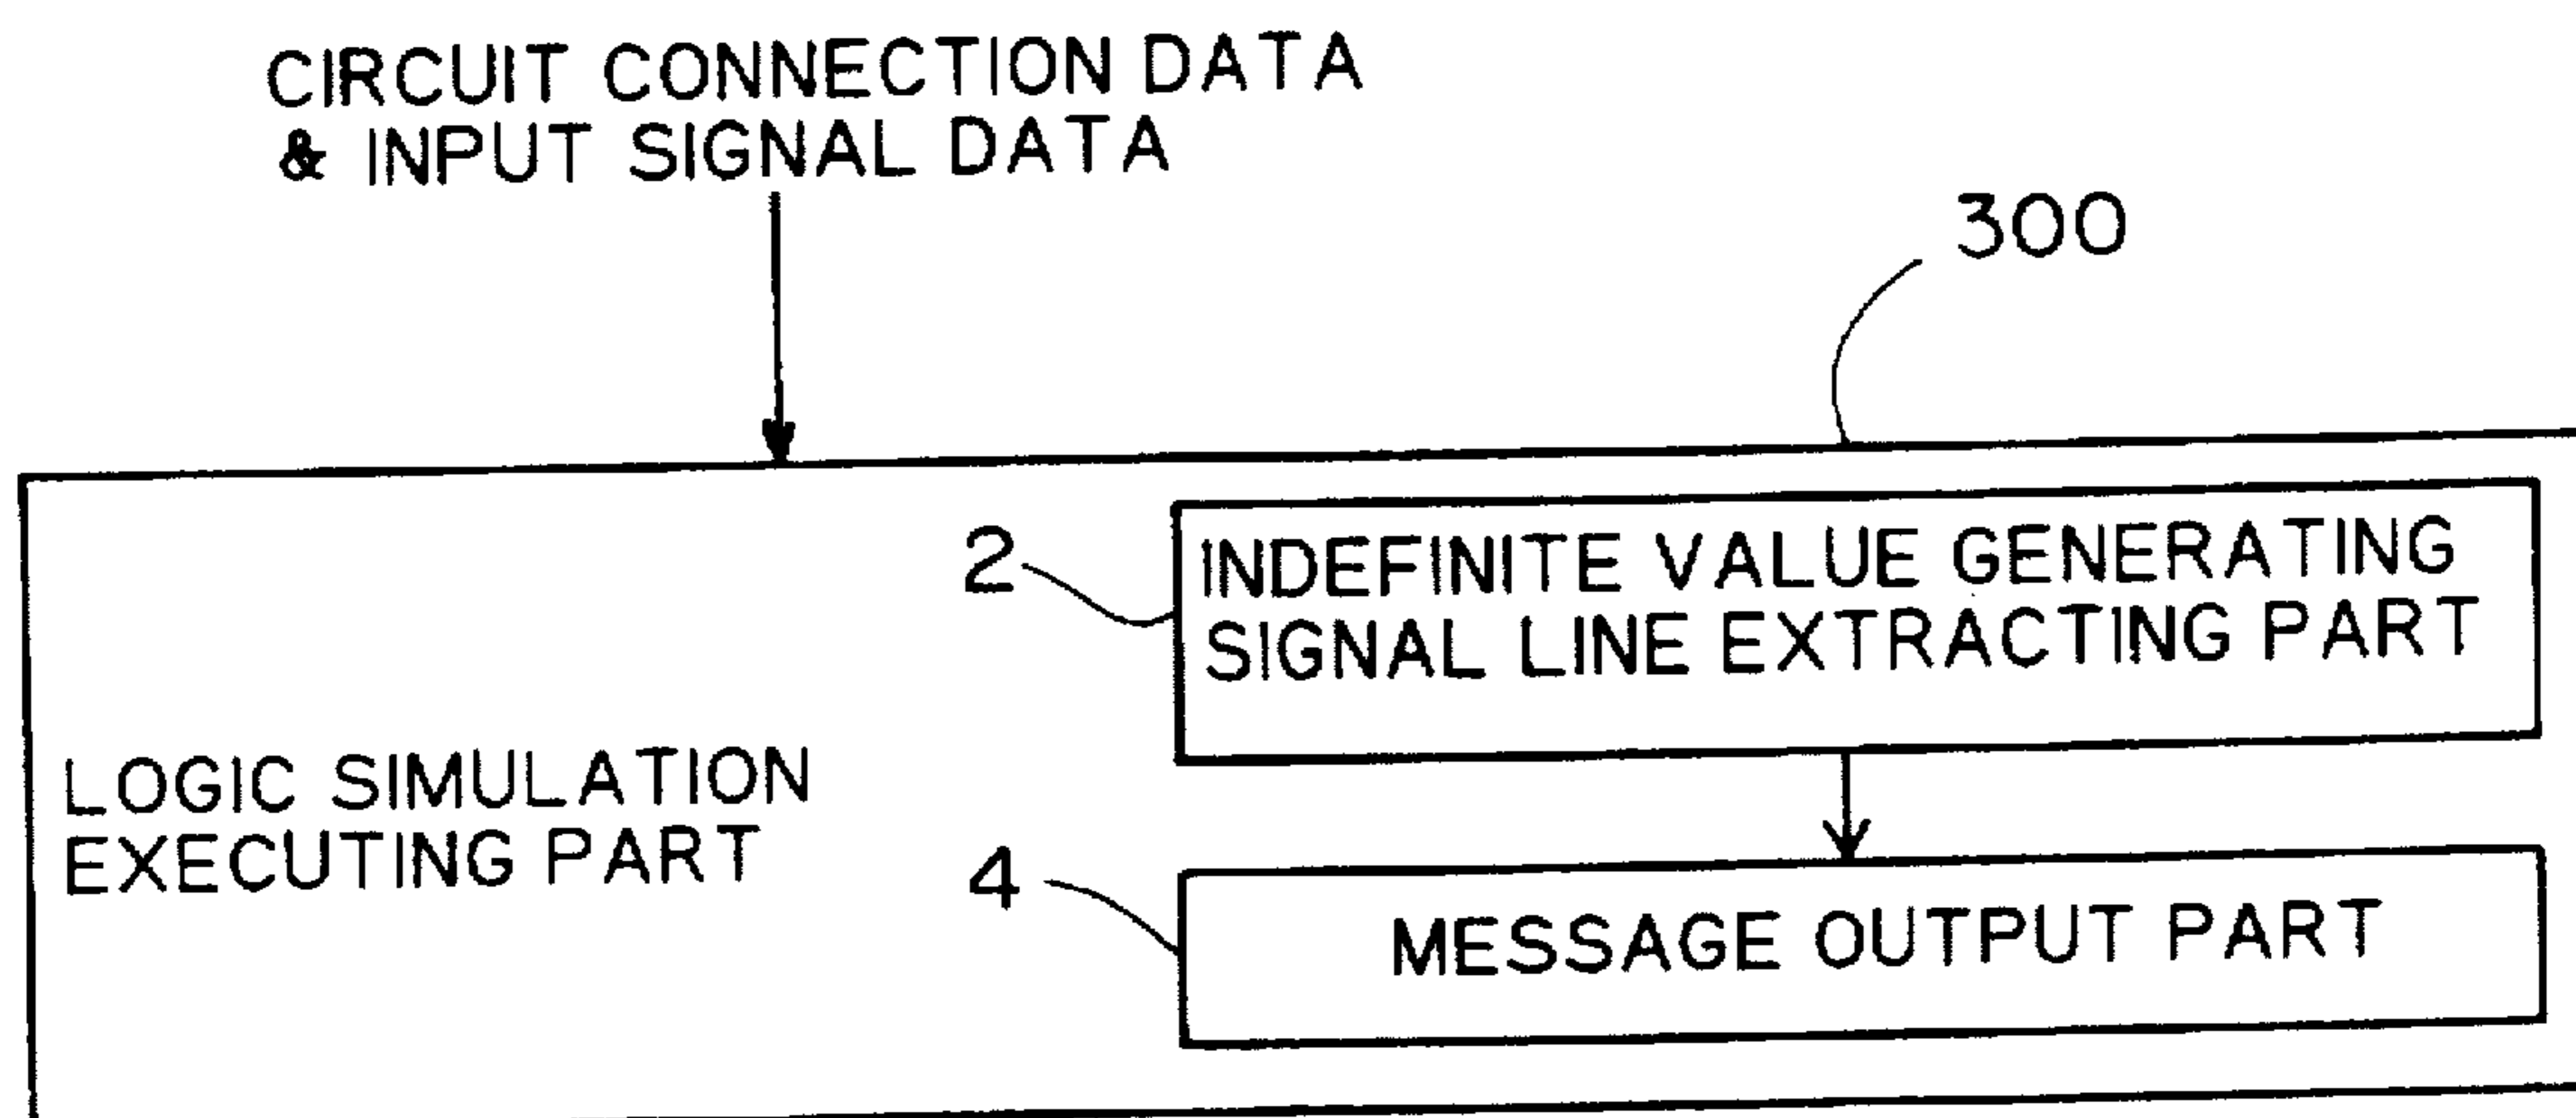 CIRCUIT CONNECTION DATA
& INPUT SIGNAL DATA
300
2
INDEFINITE VALUE GENERATING
SIGNAL LINE EXTRACTING PART
LOGIC SIMULATION
EXECUTING PART
4
MESSAGE OUTPUT PART